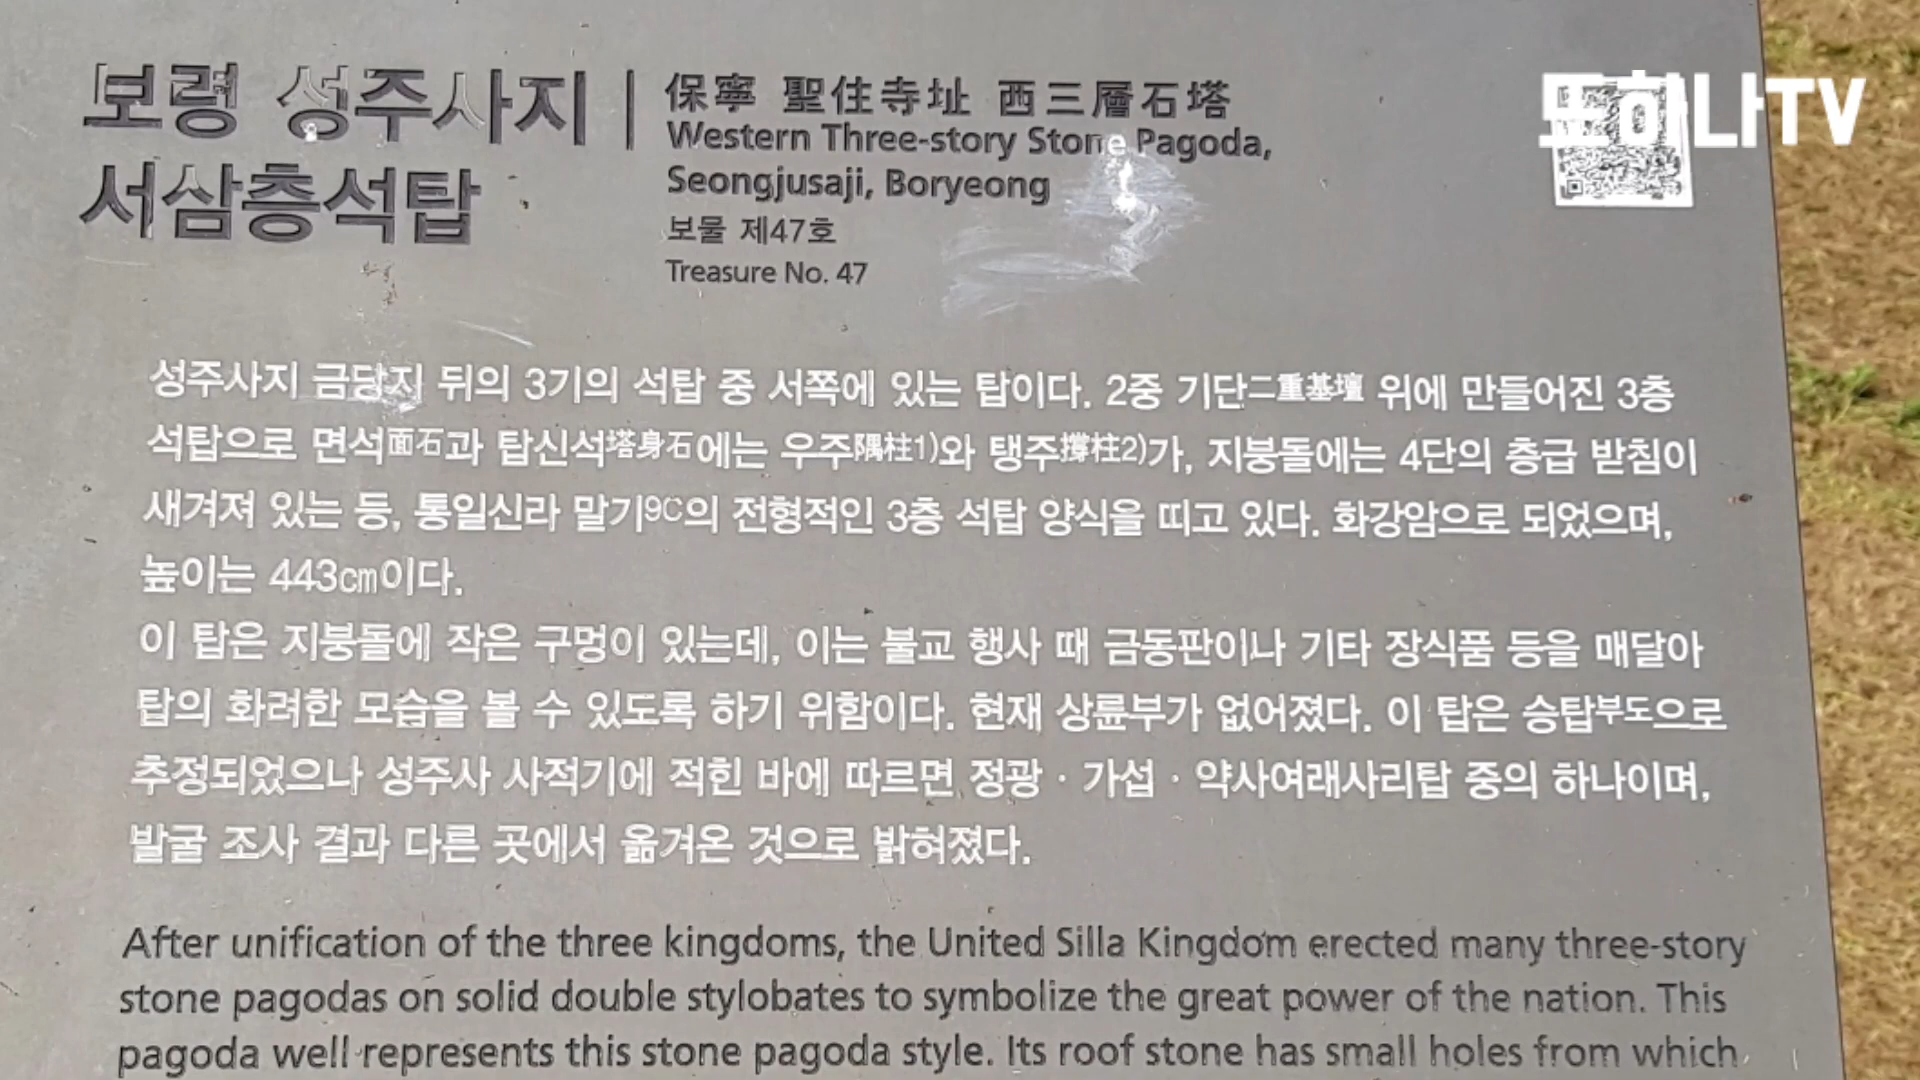 보령 성주사지
서삼층석탑
保寧 聖住寺址 西三層石塔
Western Three-story Stone Pagoda,
Seongjusaji, Boryeong
보물 제47호
Treasure No. 47
또하나TV
성주사지 금당지 뒤의 3기의 석탑 중 서쪽에 있는 탑이다. 2중 기단二重基壇 위에 만들어진 3층
석탑으로 면석面石과 탑신석塔身石에는 우주隅柱1)와 탱주撐柱2)가, 지붕돌에는 4단의 층급 받침이
새겨져 있는 등, 통일신라 말기9C의 전형적인 3층 석탑 양식을 띠고 있다. 화강암으로 되었으며,
높이는 443cm이다.
이 탑은 지붕돌에 작은 구멍이 있는데, 이는 불교 행사 때 금동판이나 기타 장식품 등을 매달아
탑의 화려한 모습을 볼 수 있도록 하기 위함이다. 현재 상륜부가 없어졌다. 이 탑은 승탑부도으로
추정되었으나 성주사 사적기에 적힌 바에 따르면 정광 · 가섭 · 약사여래사리탑 중의 하나이며,
발굴 조사 결과 다른 곳에서 옮겨온 것으로 밝혀졌다.
After unification of the three kingdoms, the United Silla Kingdom erected many three-story
stone pagodas on solid double stylobates to symbolize the great power of the nation. This
pagoda well represents this stone pagoda style. Its roof stone has small holes from which